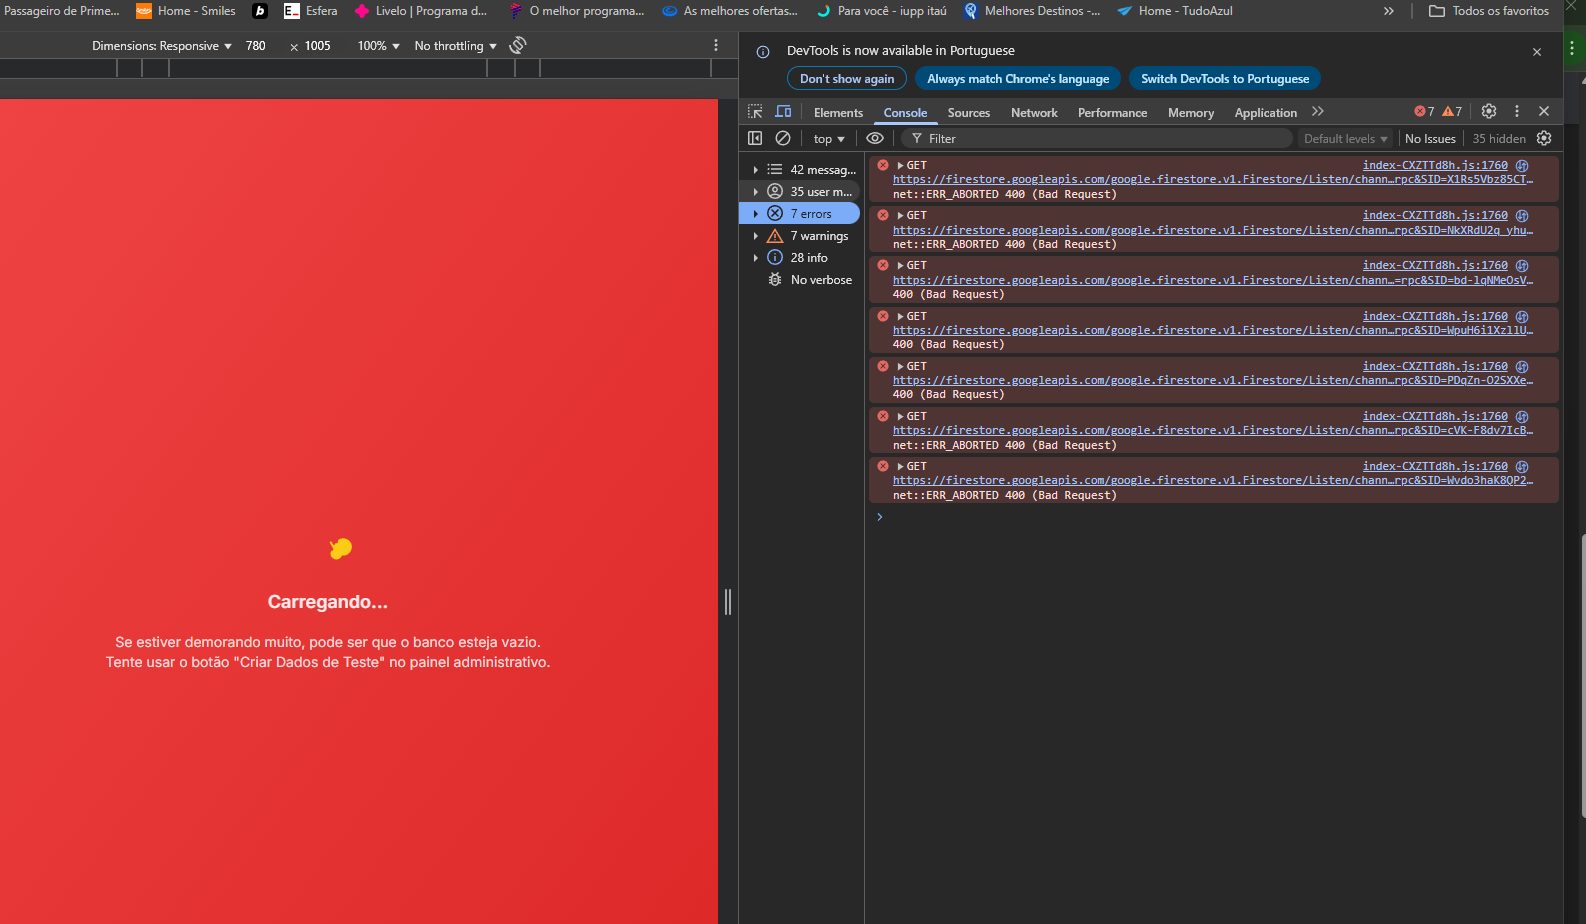 Passageiro de Prime...
Home - Smiles
b
E_ Esfera
Livelo | Programa d...
O melhor programa...
As melhores ofertas...
Para você - iupp itaú
Melhores Destinos -...
Home - TudoAzul
Todos os favoritos
Dimensions: Responsive 780 × 1005 100% No throttling
Carregando...
Se estiver demorando muito, pode ser que o banco esteja vazio.
Tente usar o botão "Criar Dados de Teste" no painel administrativo.
DevTools is now available in Portuguese
Don't show again
Always match Chrome's language
Switch DevTools to Portuguese
Elements Console Sources Network Performance Memory Application 7 7
top Filter Default levels No Issues 35 hidden
42 messag...
35 user m...
7 errors
7 warnings
28 info
No verbose
GET index-CXZTTd8h.js:1760
https://firestore.googleapis.com/google.firestore.v1.Firestore/Listen/chann…rpc&SID=X1Rs5Vbz85CT…
net::ERR_ABORTED 400 (Bad Request)
GET index-CXZTTd8h.js:1760
https://firestore.googleapis.com/google.firestore.v1.Firestore/Listen/chann…rpc&SID=NkXRdU2q_yhu…
net::ERR_ABORTED 400 (Bad Request)
GET index-CXZTTd8h.js:1760
https://firestore.googleapis.com/google.firestore.v1.Firestore/Listen/chann…=rpc&SID=bd-lqNMeOsV…
400 (Bad Request)
GET index-CXZTTd8h.js:1760
https://firestore.googleapis.com/google.firestore.v1.Firestore/Listen/chann…rpc&SID=WpuH6i1XzllU…
400 (Bad Request)
GET index-CXZTTd8h.js:1760
https://firestore.googleapis.com/google.firestore.v1.Firestore/Listen/chann…rpc&SID=PDqZn-O2SXXe…
400 (Bad Request)
GET index-CXZTTd8h.js:1760
https://firestore.googleapis.com/google.firestore.v1.Firestore/Listen/chann…rpc&SID=cVK-F8dv7IcB…
net::ERR_ABORTED 400 (Bad Request)
GET index-CXZTTd8h.js:1760
https://firestore.googleapis.com/google.firestore.v1.Firestore/Listen/chann…rpc&SID=Wvdo3haK8QP2…
net::ERR_ABORTED 400 (Bad Request)